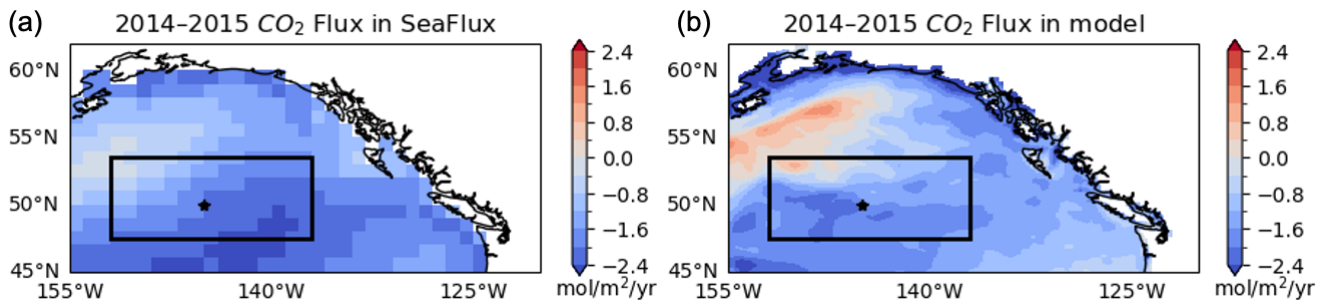 (a) 2014–2015 CO₂ Flux in SeaFlux
60°N
55°N
50°N
45°N
155°W 140°W 125°W
2.4
1.6
0.8
0.0
−0.8
−1.6
−2.4
mol/m²/yr
(b) 2014–2015 CO₂ Flux in model
60°N
55°N
50°N
45°N
155°W 140°W 125°W
2.4
1.6
0.8
0.0
−0.8
−1.6
−2.4
mol/m²/yr